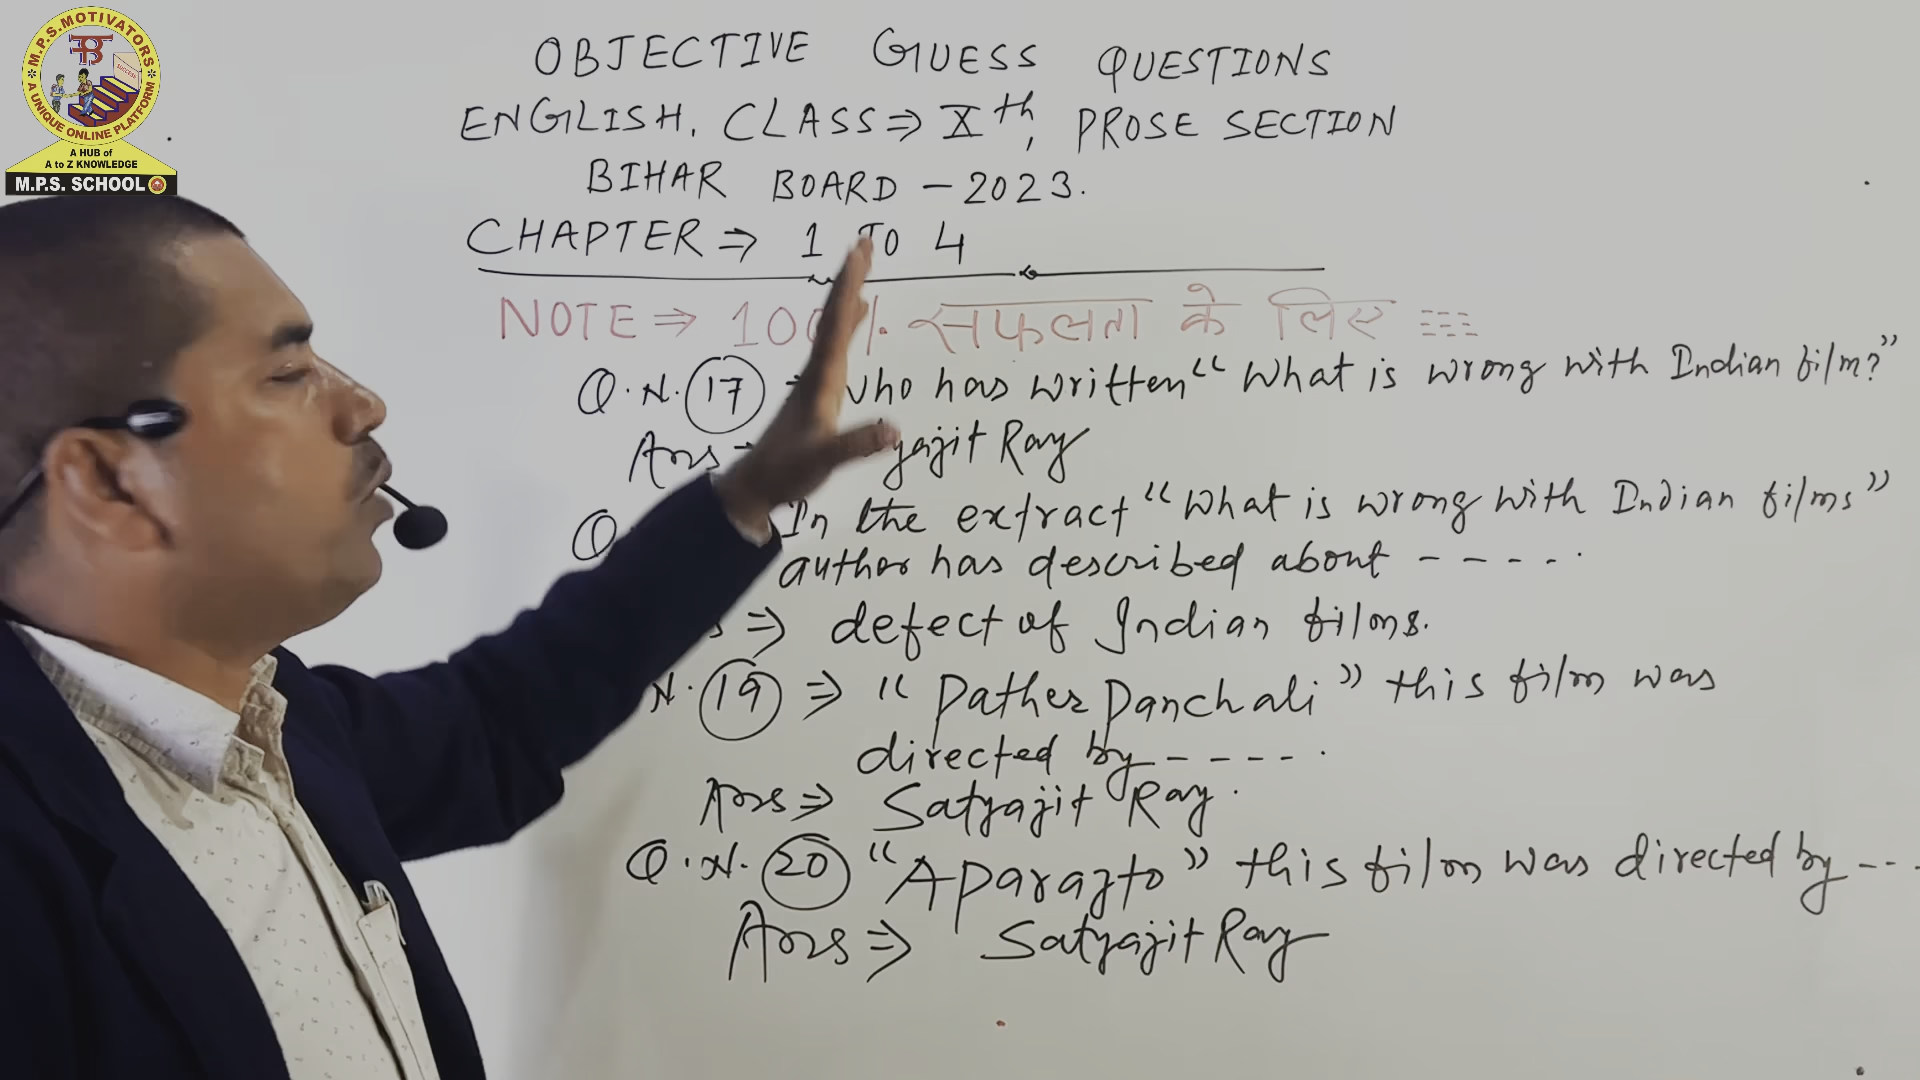 M.P.S.MOTIVATORS
SUCCESS
A UNIQUE ONLINE PLATFORM
A HUB of
A to Z KNOWLEDGE
M.P.S. SCHOOL
OBJECTIVE GUESS QUESTIONS
ENGLISH, CLASS⇒ Xth, PROSE SECTION
BIHAR BOARD - 2023.
CHAPTER ⇒ 1 TO 4
NOTE ⇒ 100%. सफलता के लिए
Q.N. 17 who has written "What is wrong with Indian film?"
Ans Ray
In the extract "What is wrong with Indian films"
author has described about -----.
⇒ defect of Indian films.
N. 19 ⇒ "Pather Panchali" this film was
directed by -----.
Ans ⇒ Satyajit Ray.
Q.N. 20 "Aparajto" this film was directed by ---
Ans ⇒ Satyajit Ray